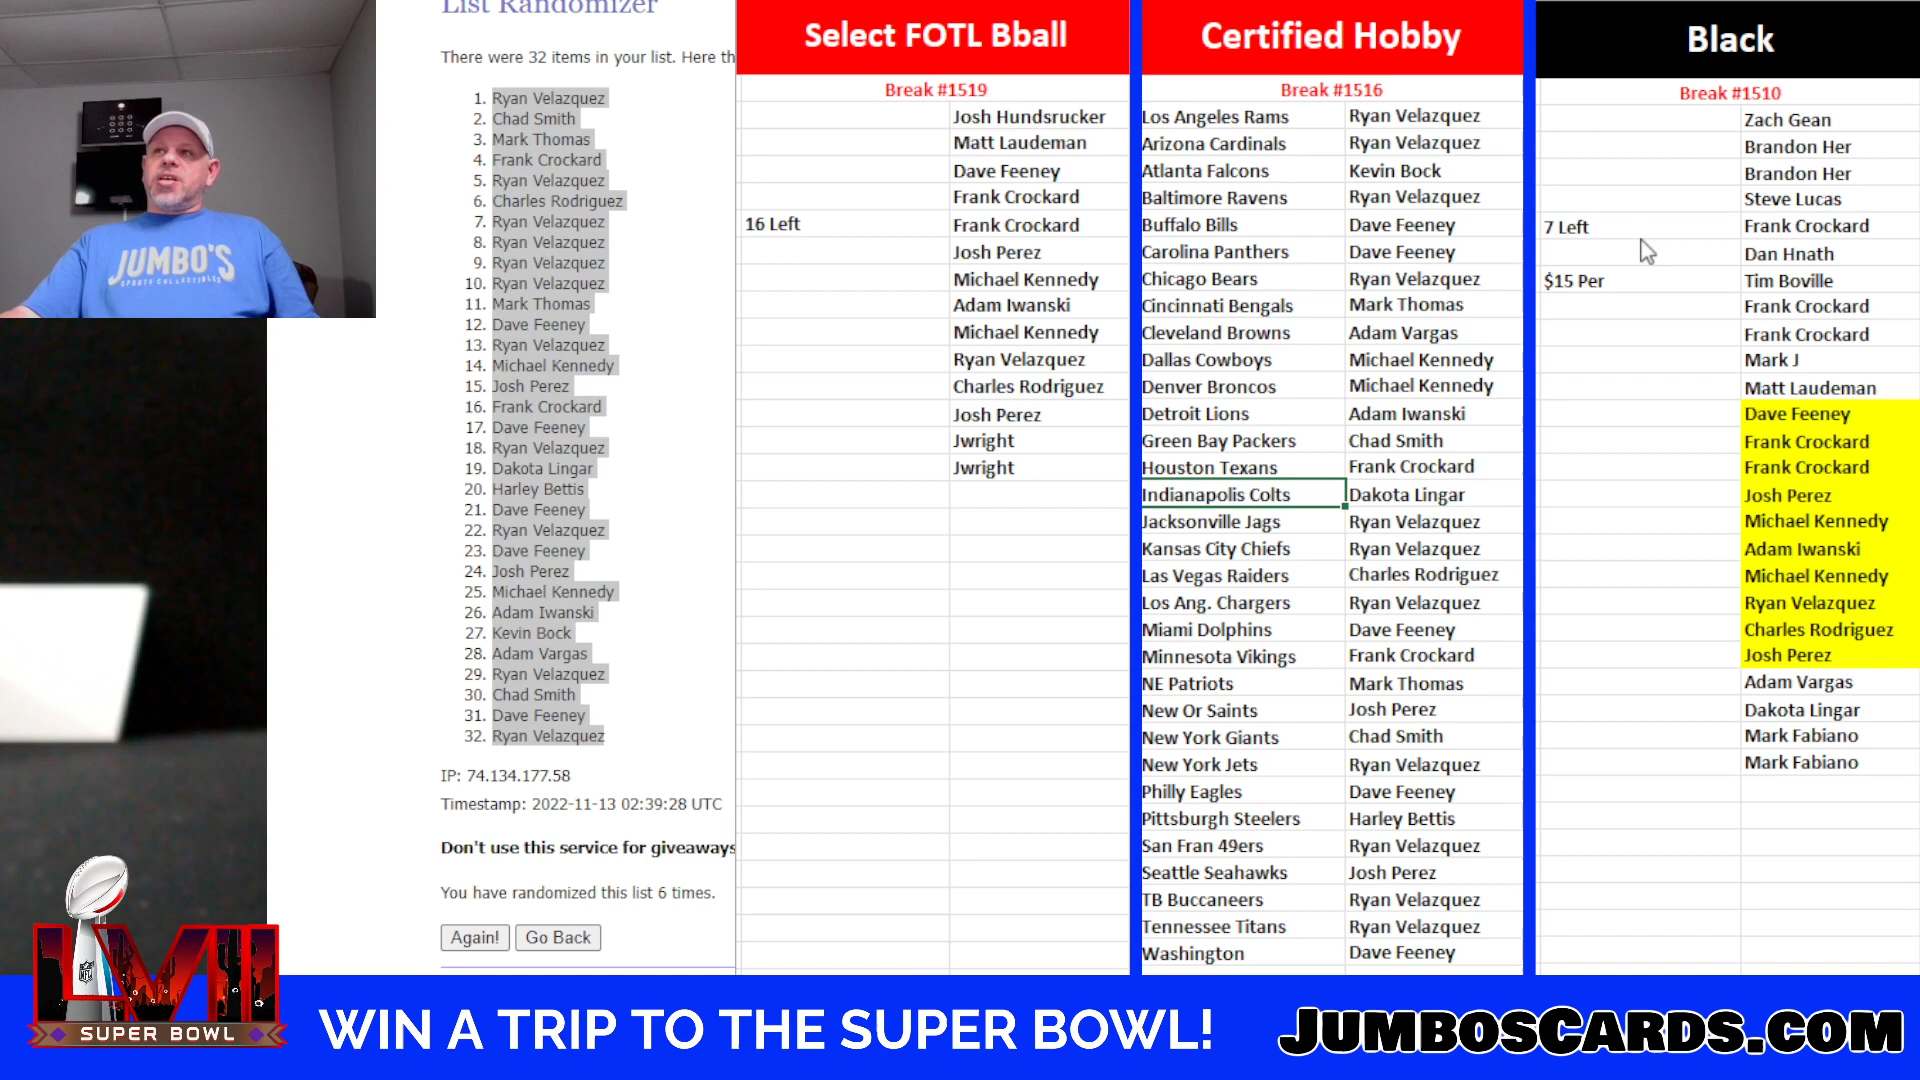 List Randomizer
There were 32 items in your list. Here th
1. Ryan Velazquez
2. Chad Smith
3. Mark Thomas
4. Frank Crockard
5. Ryan Velazquez
6. Charles Rodriguez
7. Ryan Velazquez
8. Ryan Velazquez
9. Ryan Velazquez
10. Ryan Velazquez
11. Mark Thomas
12. Dave Feeney
13. Ryan Velazquez
14. Michael Kennedy
15. Josh Perez
16. Frank Crockard
17. Dave Feeney
18. Ryan Velazquez
19. Dakota Lingar
20. Harley Bettis
21. Dave Feeney
22. Ryan Velazquez
23. Dave Feeney
24. Josh Perez
25. Michael Kennedy
26. Adam Iwanski
27. Kevin Bock
28. Adam Vargas
29. Ryan Velazquez
30. Chad Smith
31. Dave Feeney
32. Ryan Velazquez
IP: 74.134.177.58
Timestamp: 2022-11-13 02:39:28 UTC
Don't use this service for giveaways
You have randomized this list 6 times.
Again! Go Back
Select FOTL Bball
Break #1519
Josh Hundsrucker
Matt Laudeman
Dave Feeney
Frank Crockard
16 Left Frank Crockard
Josh Perez
Michael Kennedy
Adam Iwanski
Michael Kennedy
Ryan Velazquez
Charles Rodriguez
Josh Perez
Jwright
Jwright
Certified Hobby
Break #1516
Los Angeles Rams Ryan Velazquez
Arizona Cardinals Ryan Velazquez
Atlanta Falcons Kevin Bock
Baltimore Ravens Ryan Velazquez
Buffalo Bills Dave Feeney
Carolina Panthers Dave Feeney
Chicago Bears Ryan Velazquez
Cincinnati Bengals Mark Thomas
Cleveland Browns Adam Vargas
Dallas Cowboys Michael Kennedy
Denver Broncos Michael Kennedy
Detroit Lions Adam Iwanski
Green Bay Packers Chad Smith
Houston Texans Frank Crockard
Indianapolis Colts Dakota Lingar
Jacksonville Jags Ryan Velazquez
Kansas City Chiefs Ryan Velazquez
Las Vegas Raiders Charles Rodriguez
Los Ang. Chargers Ryan Velazquez
Miami Dolphins Dave Feeney
Minnesota Vikings Frank Crockard
NE Patriots Mark Thomas
New Or Saints Josh Perez
New York Giants Chad Smith
New York Jets Ryan Velazquez
Philly Eagles Dave Feeney
Pittsburgh Steelers Harley Bettis
San Fran 49ers Ryan Velazquez
Seattle Seahawks Josh Perez
TB Buccaneers Ryan Velazquez
Tennessee Titans Ryan Velazquez
Washington Dave Feeney
Black
Break #1510
Zach Gean
Brandon Her
Brandon Her
Steve Lucas
7 Left Frank Crockard
Dan Hnath
$15 Per Tim Boville
Frank Crockard
Frank Crockard
Mark J
Matt Laudeman
Dave Feeney
Frank Crockard
Frank Crockard
Josh Perez
Michael Kennedy
Adam Iwanski
Michael Kennedy
Ryan Velazquez
Charles Rodriguez
Josh Perez
Adam Vargas
Dakota Lingar
Mark Fabiano
Mark Fabiano
JUMBO'S
SPORTS COLLECTIBLES
LVII
NFL
SUPER BOWL
WIN A TRIP TO THE SUPER BOWL!
JUMBOSCARDS.COM